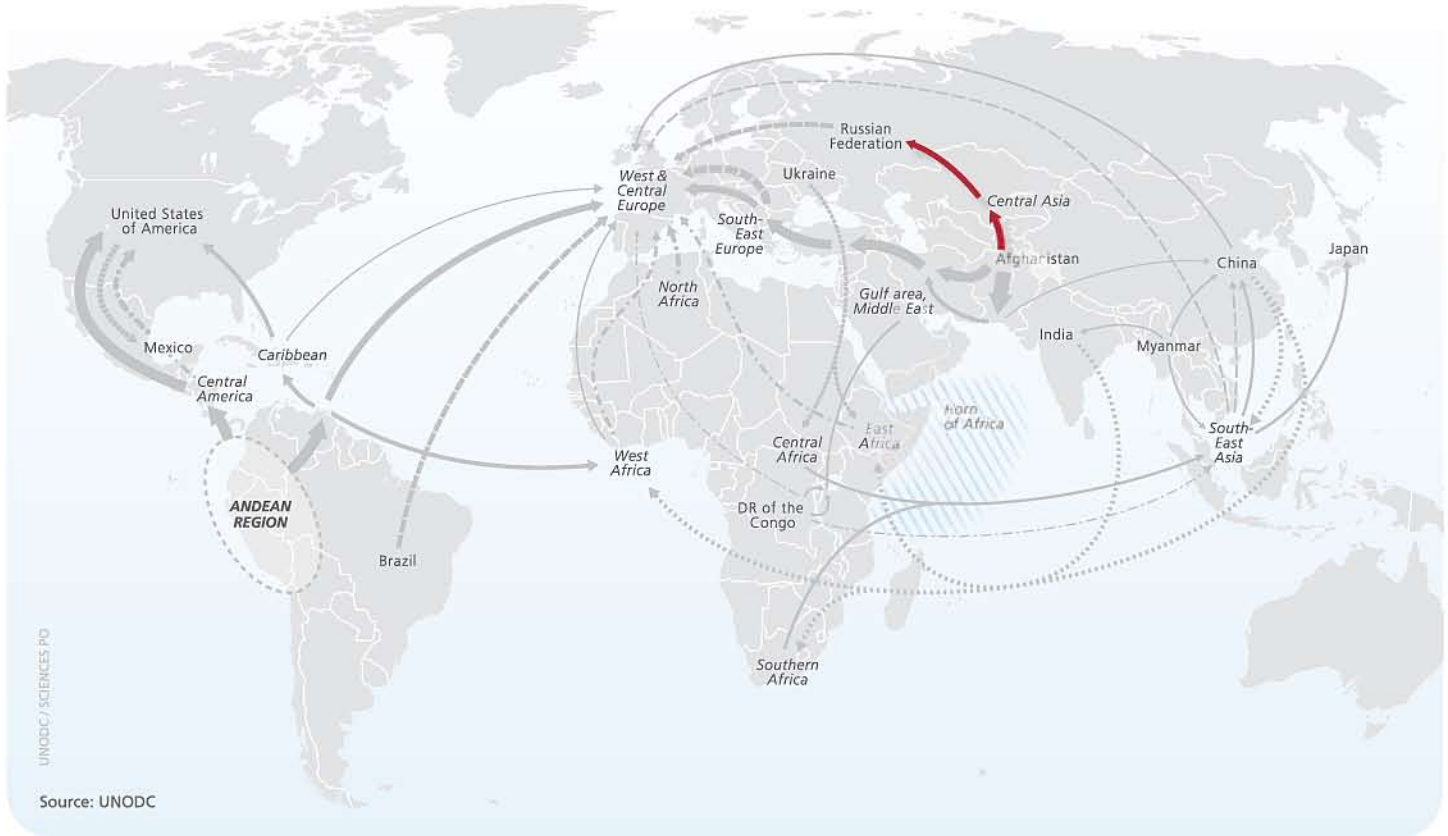 Russian
Federation
Ukraine
West &
Central
Europe
Central Asia
United States
of America
South-
East
Europe
Japan
Afghanistan
China
North
Africa
Gulf area,
Middle East
India
Mexico
Caribbean
Myanmar
Central
America
Horn
of Africa
East
Africa
Central
Africa
South-
East
Asia
West
Africa
ANDEAN
REGION
DR of the
Congo
Brazil
Southern
Africa
UNODC / SCIENCES PO
Source: UNODC